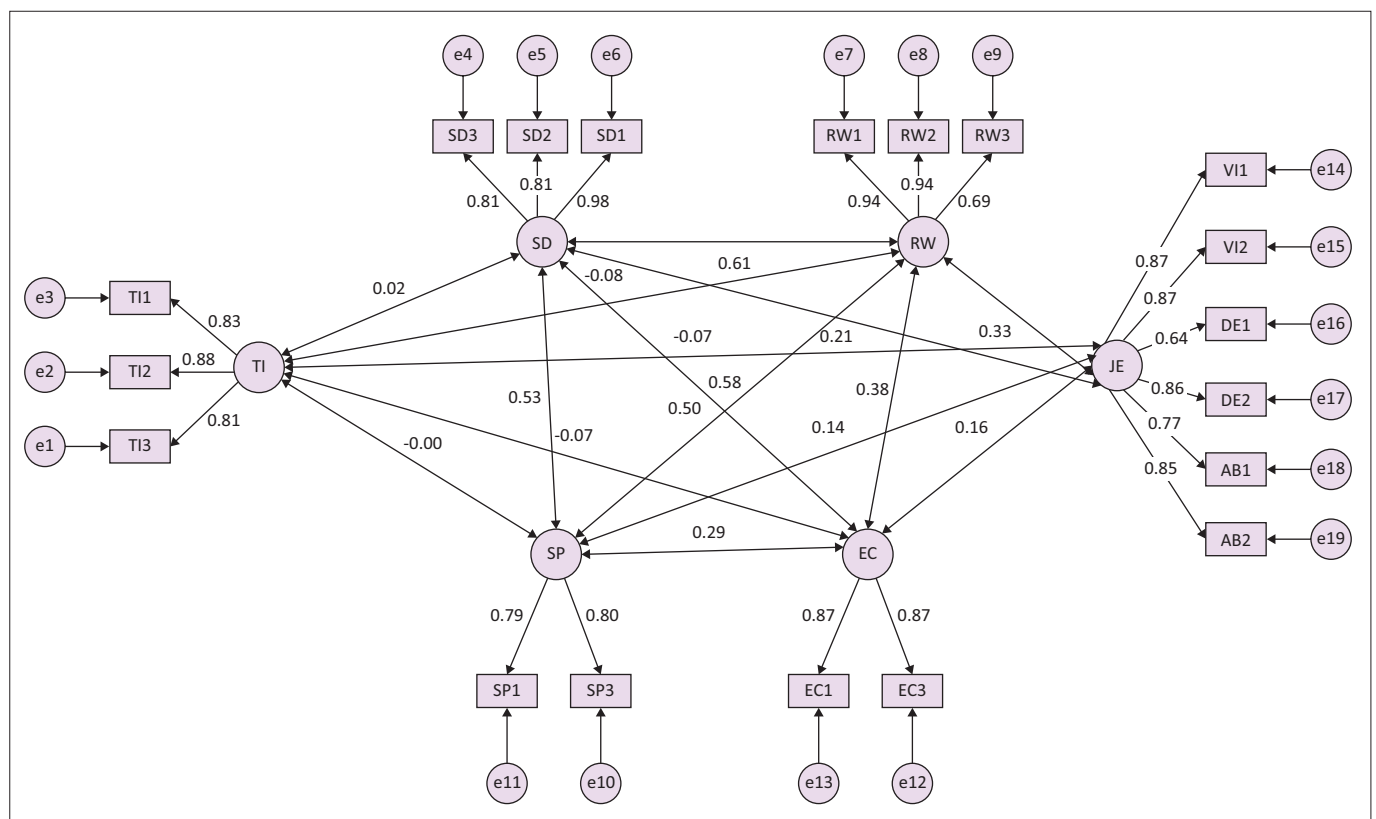 e4 e5 e6 e7 e8 e9
SD3 SD2 SD1 RW1 RW2 RW3
VI1 e14
0.81 0.81 0.98 0.94 0.94 0.69
SD RW
VI2 e15
0.61
0.87
-0.08
0.02
e3 TI1
0.87
0.83
DE1 e16
-0.07 0.21 0.33
0.64
e2 TI2 0.88 TI
JE
0.58 0.38
0.86
DE2 e17
0.53 0.50
0.81
0.77
e1 TI3
-0.00 -0.07 0.14 0.16
0.85
AB1 e18
0.29
AB2 e19
SP EC
0.79 0.80 0.87 0.87
SP1 SP3 EC1 EC3
e11 e10 e13 e12